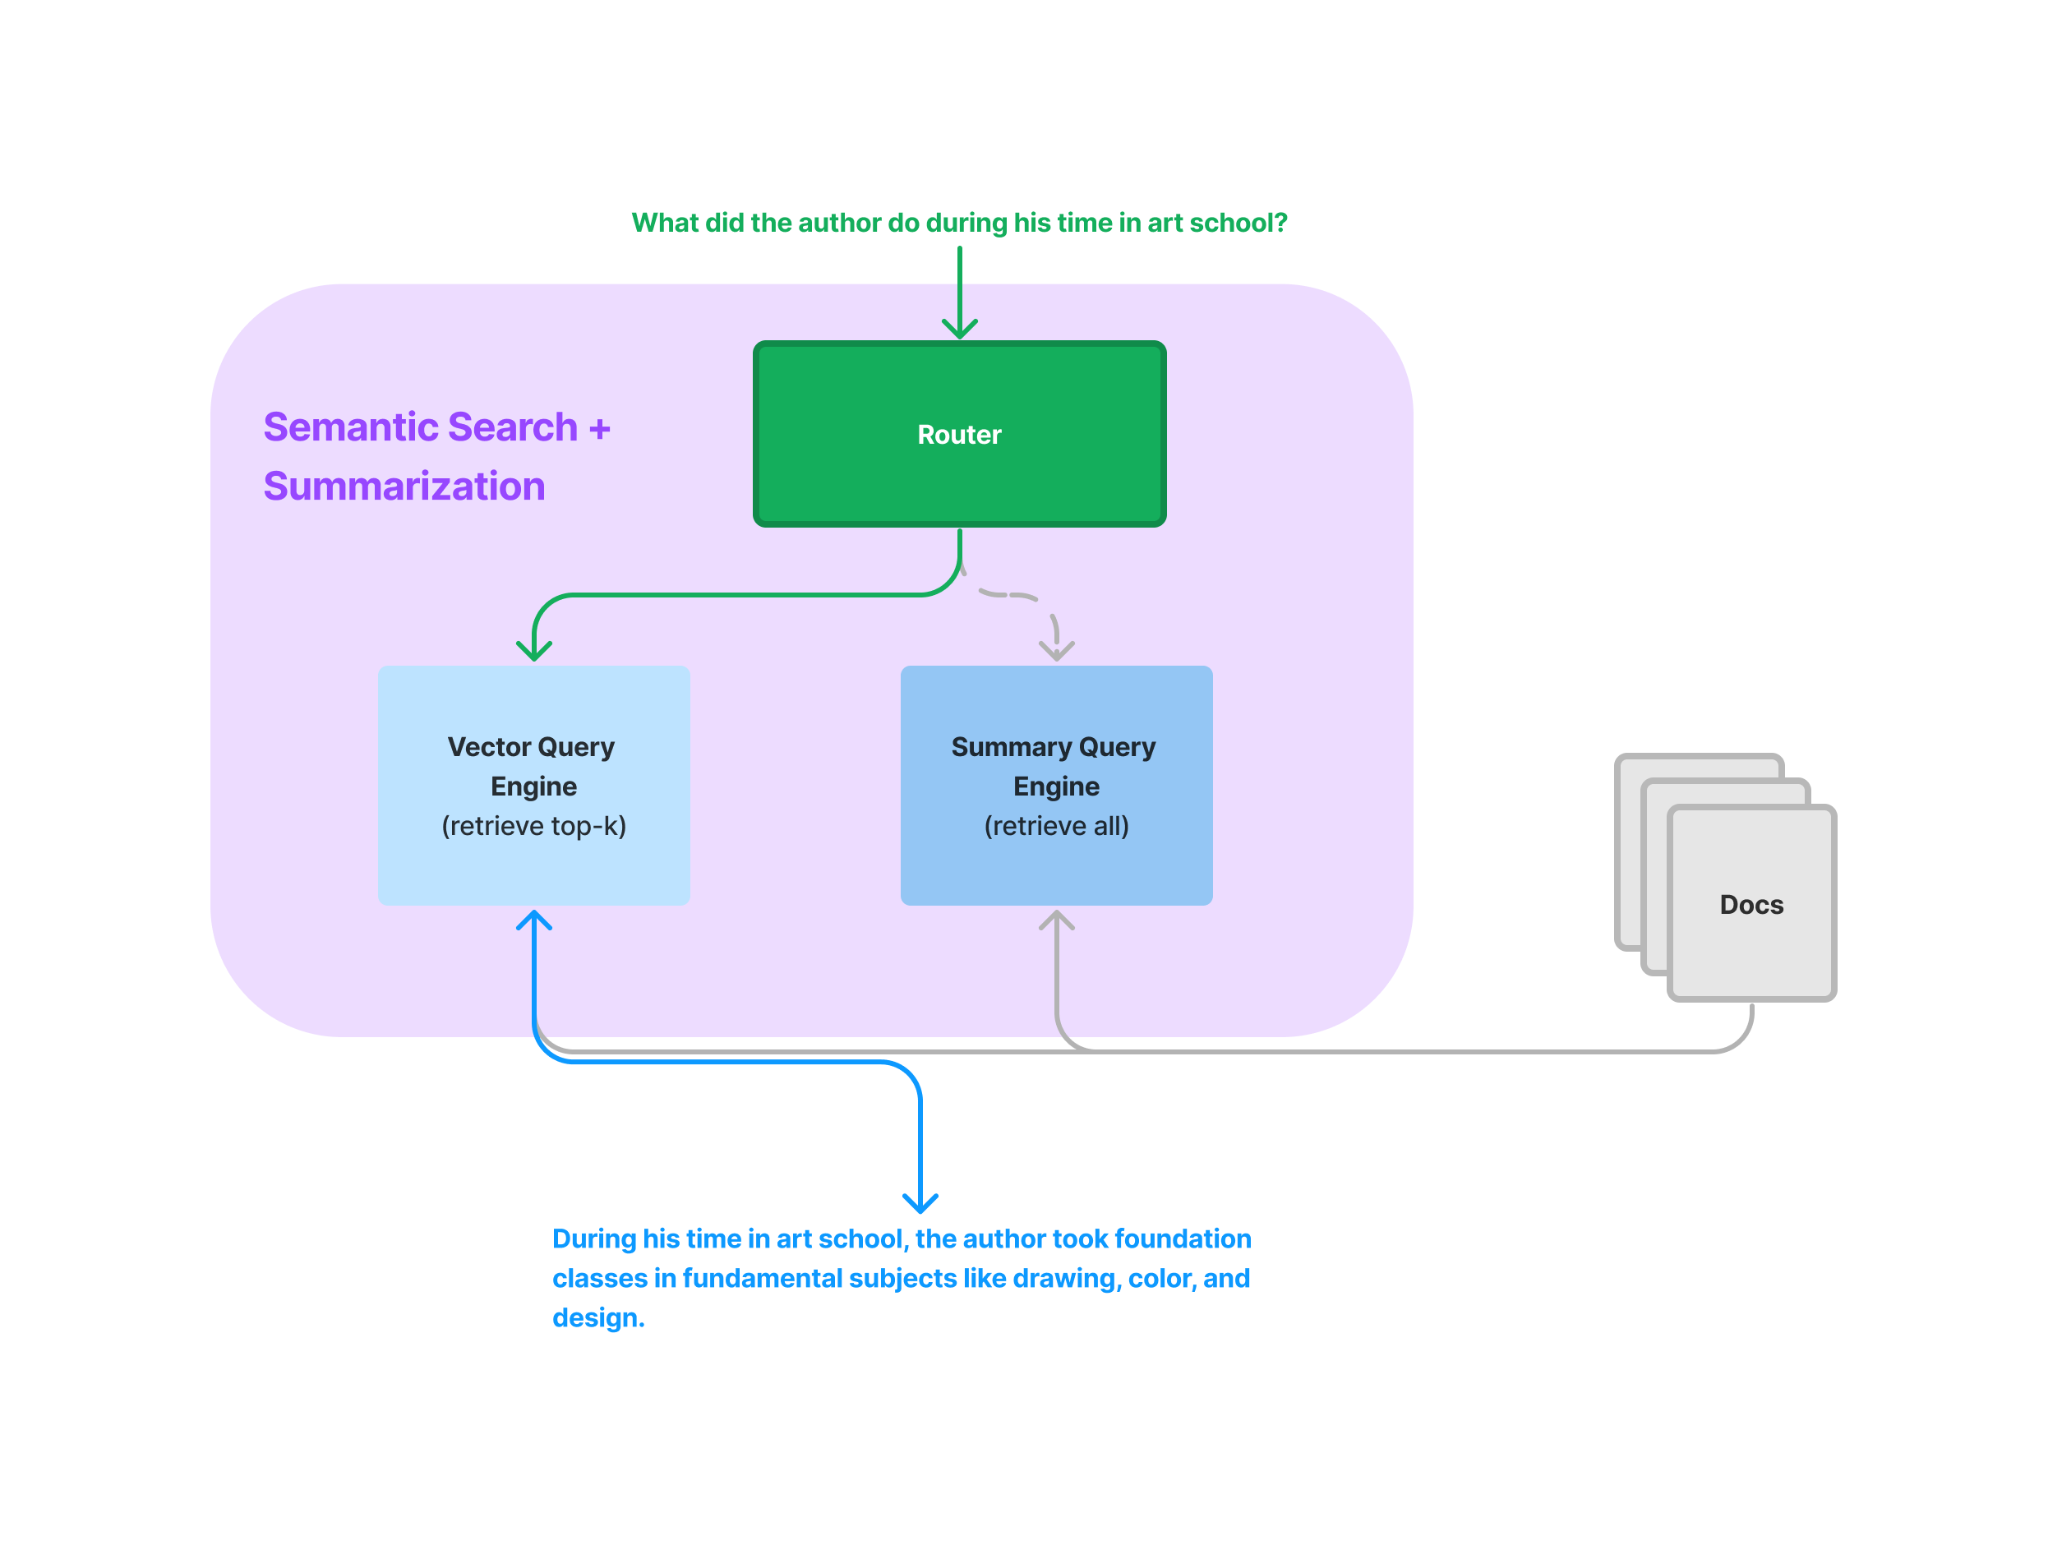 What did the author do during his time in art school?
Semantic Search +
Summarization
Router
Vector Query
Engine
(retrieve top-k)
Summary Query
Engine
(retrieve all)
Docs
During his time in art school, the author took foundation
classes in fundamental subjects like drawing, color, and
design.